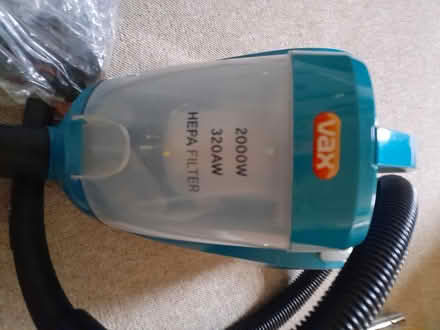 vax
2000W
320AW
HEPA FILTER